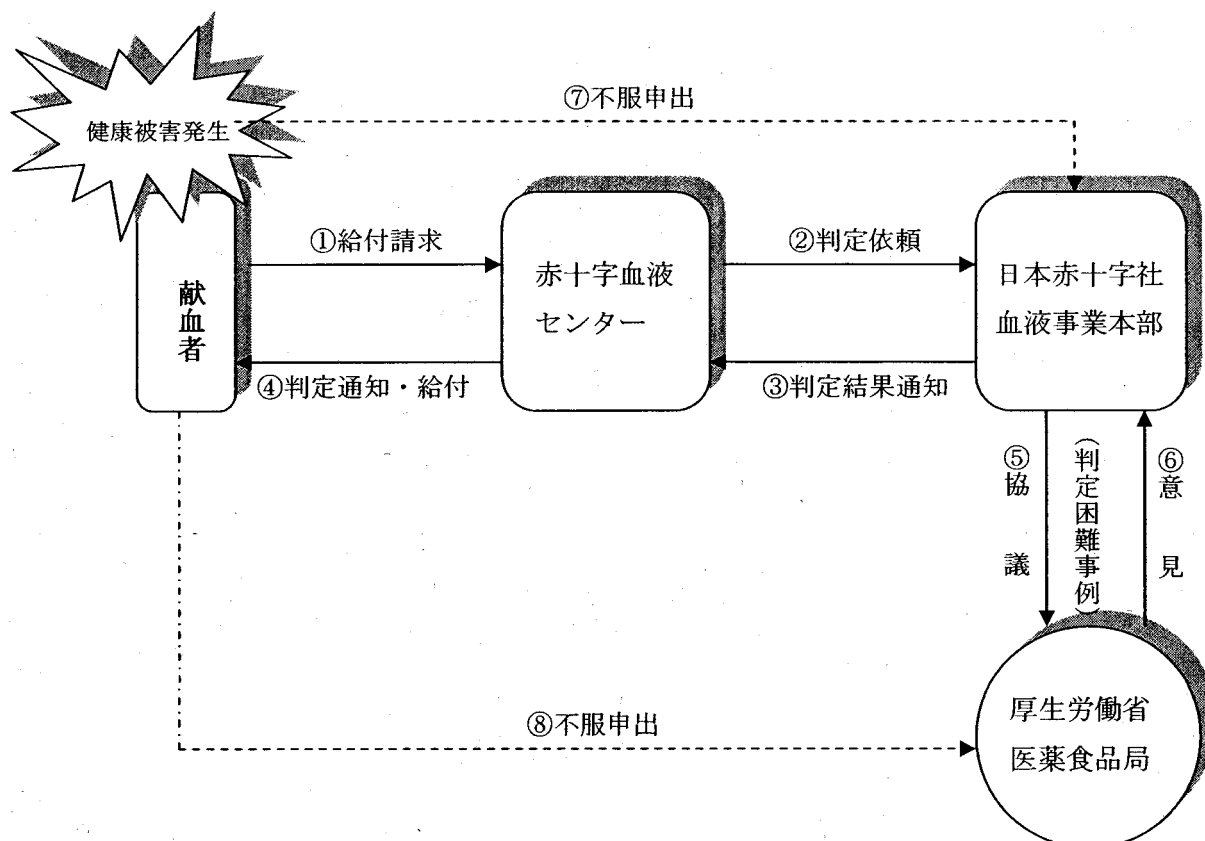 ⑦不服申出
健康被害発生
①給付請求
②判定依頼
献血者
赤十字血液
センター
日本赤十字社
血液事業本部
④判定通知・給付
③判定結果通知
⑤協議
(判定困難事例)
⑥意見
⑧不服申出
厚生労働省
医薬食品局